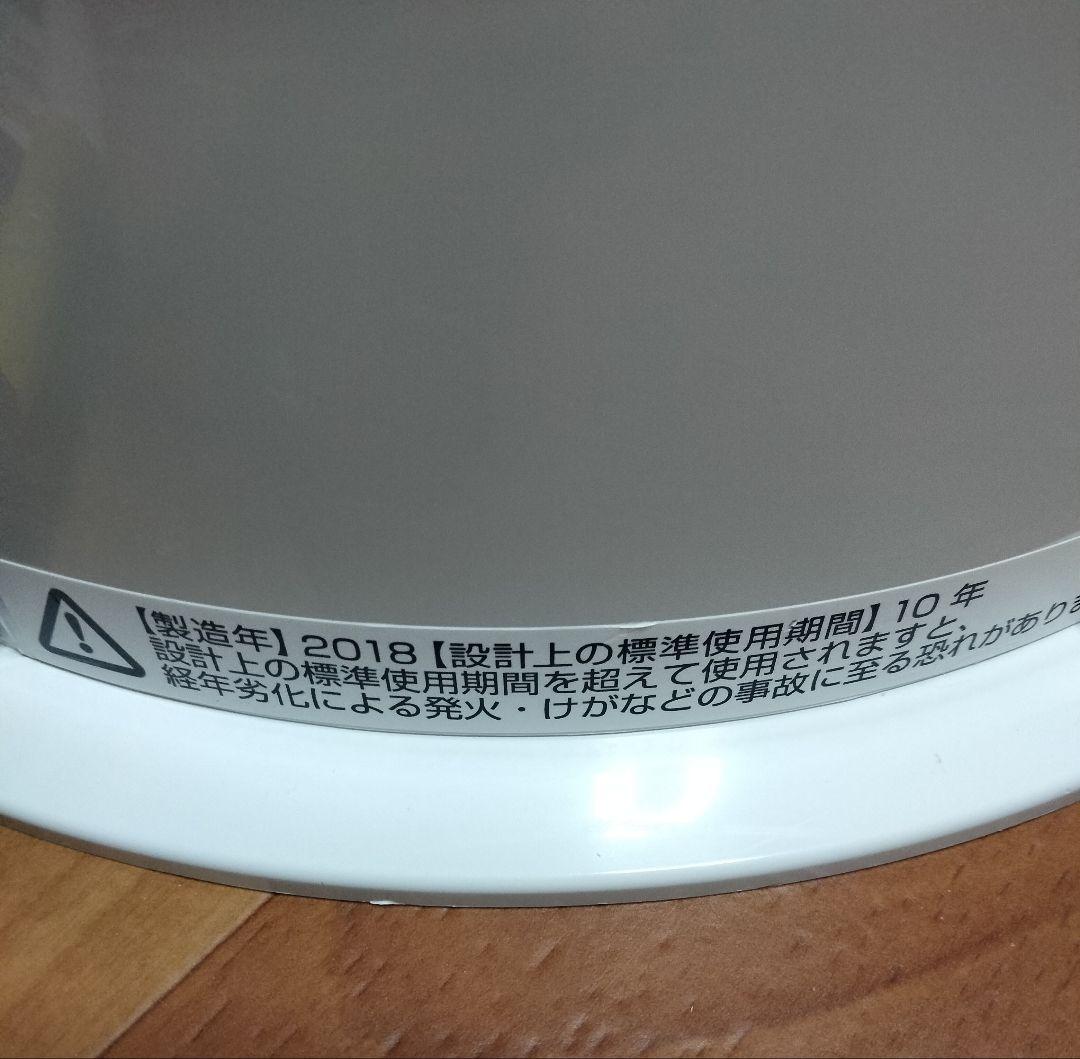 【製造年】2018【設計上の標準使用期間】10 年
設計上の標準使用期間を超えて使用されますと、
経年劣化による発火・けがなどの事故に至る恐れがありま